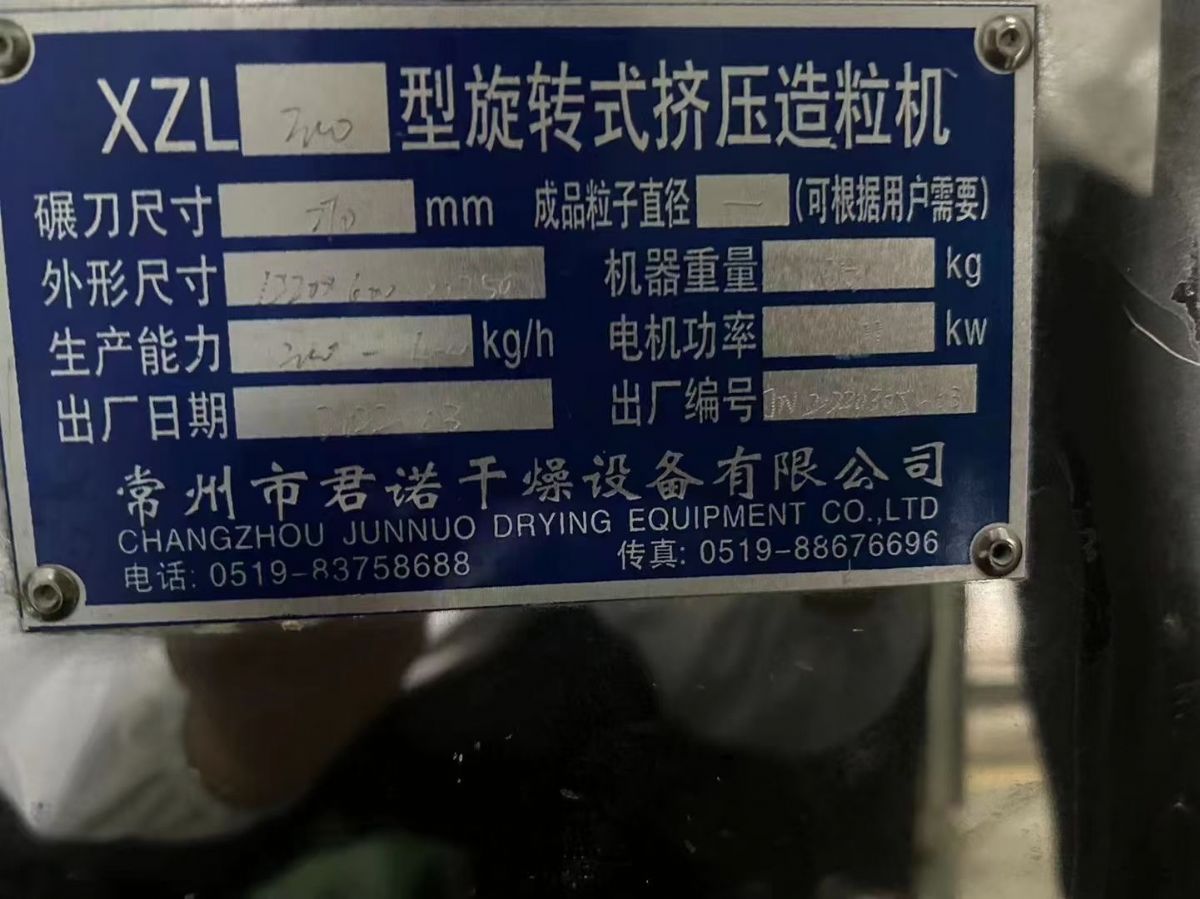 XZL 300 型旋转式挤压造粒机
碾刀尺寸 mm 成品粒子直径 — (可根据用户需要)
外形尺寸 机器重量 kg
生产能力 kg/h 电机功率 kw
出厂日期 出厂编号
常州市君诺干燥设备有限公司
CHANGZHOU JUNNUO DRYING EQUIPMENT CO.,LTD
电话: 0519-83758688 传真: 0519-88676696